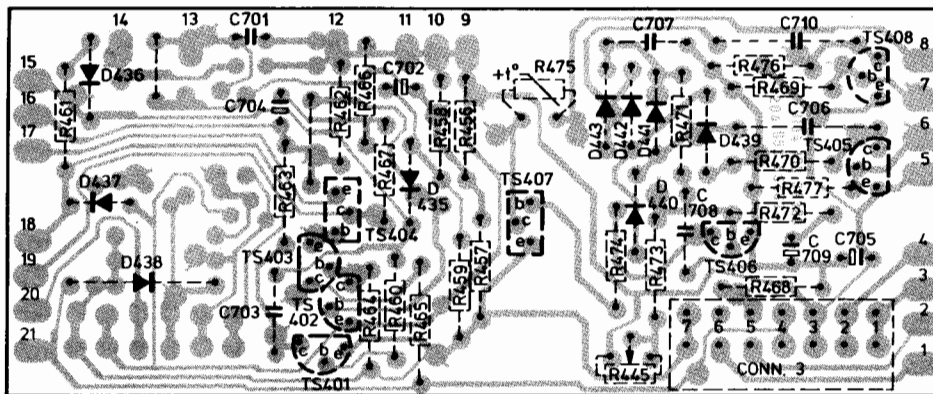 14 13 C701 12 11 10 9 C707 C710
TS408
8
15 D436 R461 C704 R462 R466 C702 R458 R456 +t° R475 R476 c b e 7
16 R469
17 D443 D442 D441 R471 D439 C706 6
TS405
R463 R467 D 435 TS407 R470 c b e 5
D437 e c b b c e D 440 C 708 R477
18 TS404 R472 4
19 TS403 e b c R474 R473 c b e TS406 C 709 C705 3
D438 R468
20 C703 TS 402 c b e R464 R460 R465 R459 R457 2
7 6 5 4 3 2 1
21 c b e 1
TS401 R445 CONN. 3